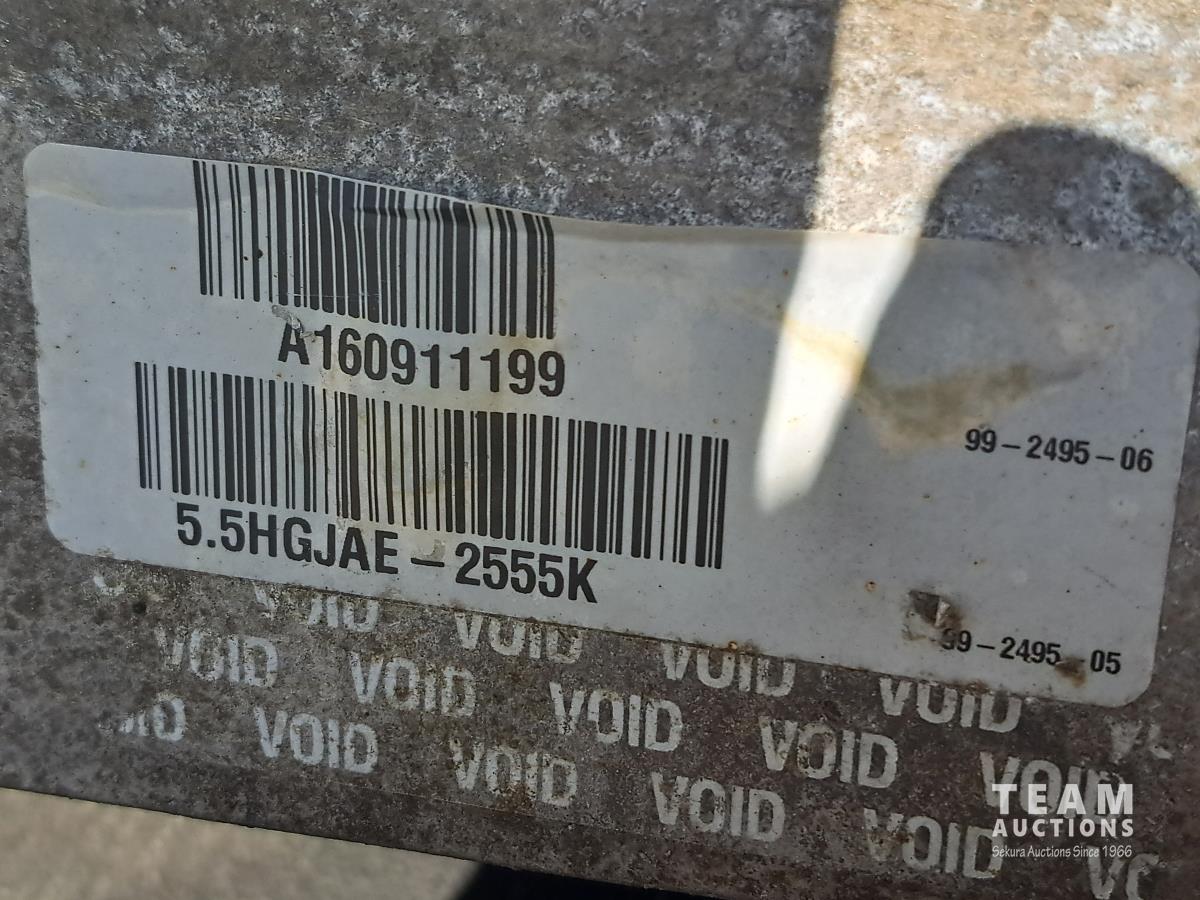 A160911199
5.5HGJAE-2555K
99-2495-06
99-2495-05
VOID VOID VOID VOID
VOID VOID VOID VOID VOID
VOID VOID VOID VOID
TEAM
AUCTIONS
Sekura Auctions Since 1966